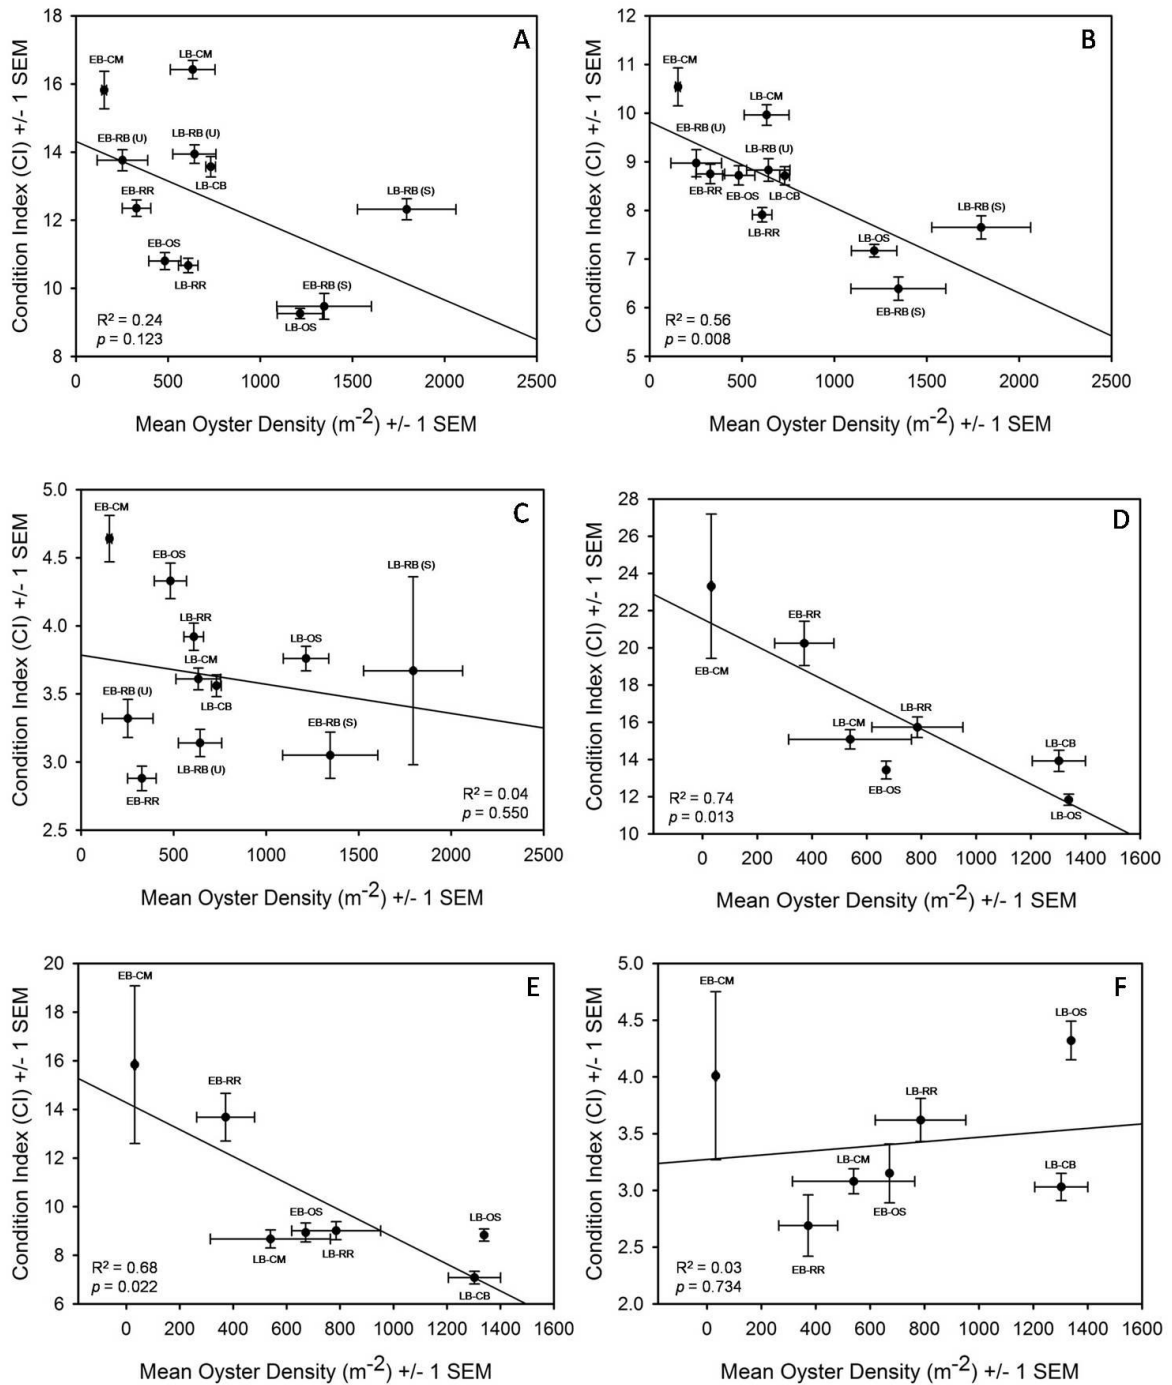 A
Condition Index (CI) +/- 1 SEM
18
16
14
12
10
8
EB-CM
LB-CM
EB-RB (U)
LB-RB (U)
LB-CB
EB-RR
LB-RB (S)
EB-OS
LB-RR
EB-RB (S)
LB-OS
R² = 0.24
p = 0.123
0 500 1000 1500 2000 2500
Mean Oyster Density (m⁻²) +/- 1 SEM
B
Condition Index (CI) +/- 1 SEM
12
11
10
9
8
7
6
5
EB-CM
LB-CM
EB-RB (U)
LB-RB (U)
EB-RR
EB-OS
LB-CB
LB-RB (S)
LB-RR
LB-OS
EB-RB (S)
R² = 0.56
p = 0.008
0 500 1000 1500 2000 2500
Mean Oyster Density (m⁻²) +/- 1 SEM
C
Condition Index (CI) +/- 1 SEM
5.0
4.5
4.0
3.5
3.0
2.5
EB-CM
EB-OS
LB-RB (S)
LB-RR
LB-OS
LB-CM
EB-RB (U)
LB-CB
EB-RB (S)
LB-RB (U)
EB-RR
R² = 0.04
p = 0.550
0 500 1000 1500 2000 2500
Mean Oyster Density (m⁻²) +/- 1 SEM
D
Condition Index (CI) +/- 1 SEM
28
26
24
22
20
18
16
14
12
10
EB-RR
EB-CM
LB-RR
LB-CM
LB-CB
EB-OS
LB-OS
R² = 0.74
p = 0.013
0 200 400 600 800 1000 1200 1400 1600
Mean Oyster Density (m⁻²) +/- 1 SEM
E
Condition Index (CI) +/- 1 SEM
20
18
16
14
12
10
8
6
EB-CM
EB-RR
EB-OS
LB-OS
LB-CM
LB-RR
LB-CB
R² = 0.68
p = 0.022
0 200 400 600 800 1000 1200 1400 1600
Mean Oyster Density (m⁻²) +/- 1 SEM
F
Condition Index (CI) +/- 1 SEM
5.0
4.5
4.0
3.5
3.0
2.5
2.0
EB-CM
LB-OS
LB-RR
LB-CM
LB-CB
EB-OS
EB-RR
R² = 0.03
p = 0.734
0 200 400 600 800 1000 1200 1400 1600
Mean Oyster Density (m⁻²) +/- 1 SEM